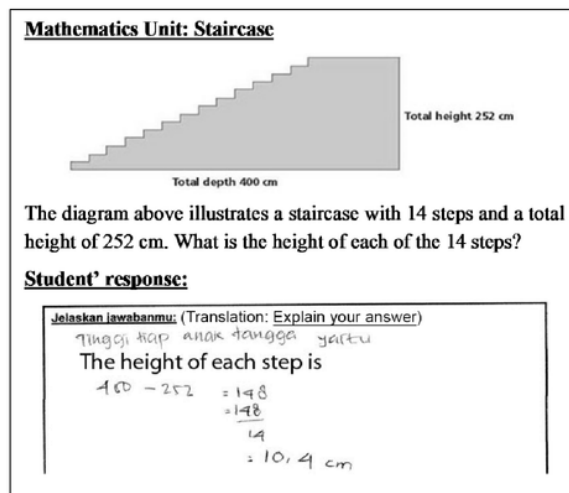 Mathematics Unit: Staircase
Total height 252 cm
Total depth 400 cm
The diagram above illustrates a staircase with 14 steps and a total
height of 252 cm. What is the height of each of the 14 steps?
Student' response:
Jelaskan jawabanmu: (Translation: Explain your answer)
Tinggi tiap anak tangga yaitu
The height of each step is
400 - 252 = 148
= 148
14
= 10,4 cm